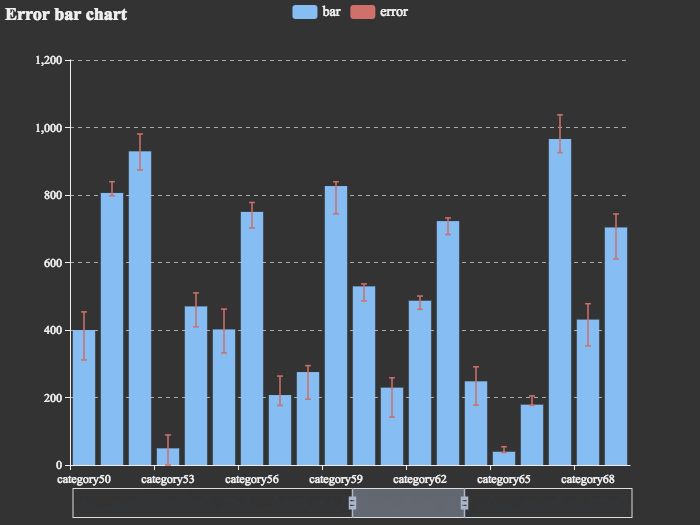 Error bar chart
bar error
1,200
1,000
800
600
400
200
0
category50 category53 category56 category59 category62 category65 category68